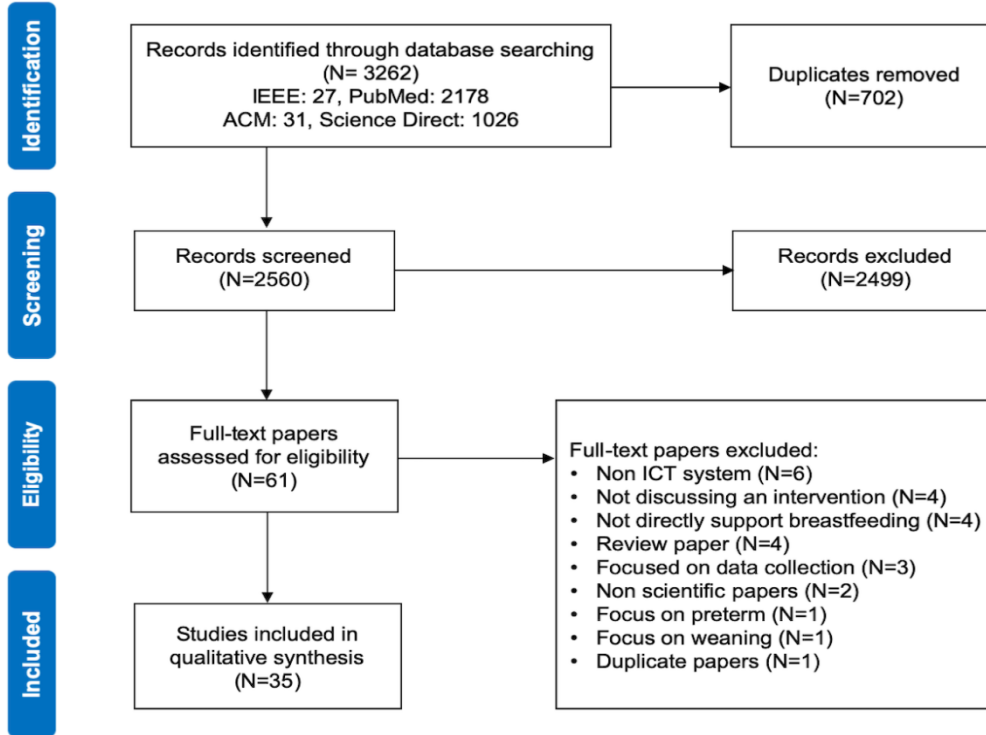 Identification
Records identified through database searching
(N= 3262)
IEEE: 27, PubMed: 2178
ACM: 31, Science Direct: 1026
Duplicates removed
(N=702)
Screening
Records screened
(N=2560)
Records excluded
(N=2499)
Eligibility
Full-text papers
assessed for eligibility
(N=61)
Full-text papers excluded:
• Non ICT system (N=6)
• Not discussing an intervention (N=4)
• Not directly support breastfeeding (N=4)
• Review paper (N=4)
• Focused on data collection (N=3)
• Non scientific papers (N=2)
• Focus on preterm (N=1)
• Focus on weaning (N=1)
• Duplicate papers (N=1)
Included
Studies included in
qualitative synthesis
(N=35)